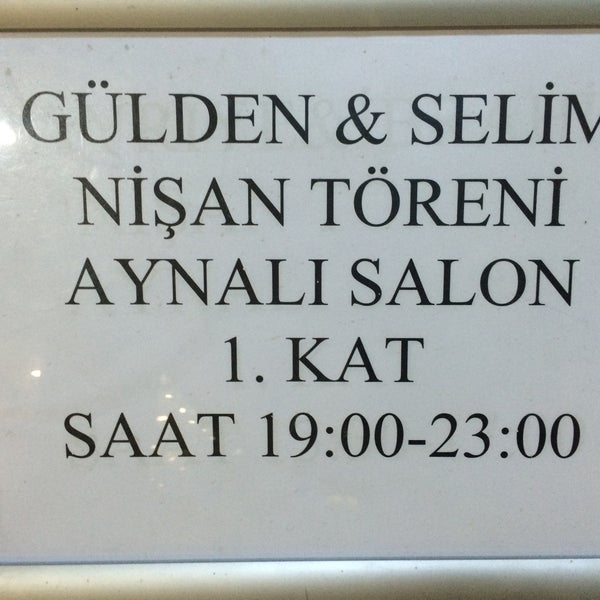 GÜLDEN & SELİM
NİŞAN TÖRENİ
AYNALI SALON
1. KAT
SAAT 19:00-23:00